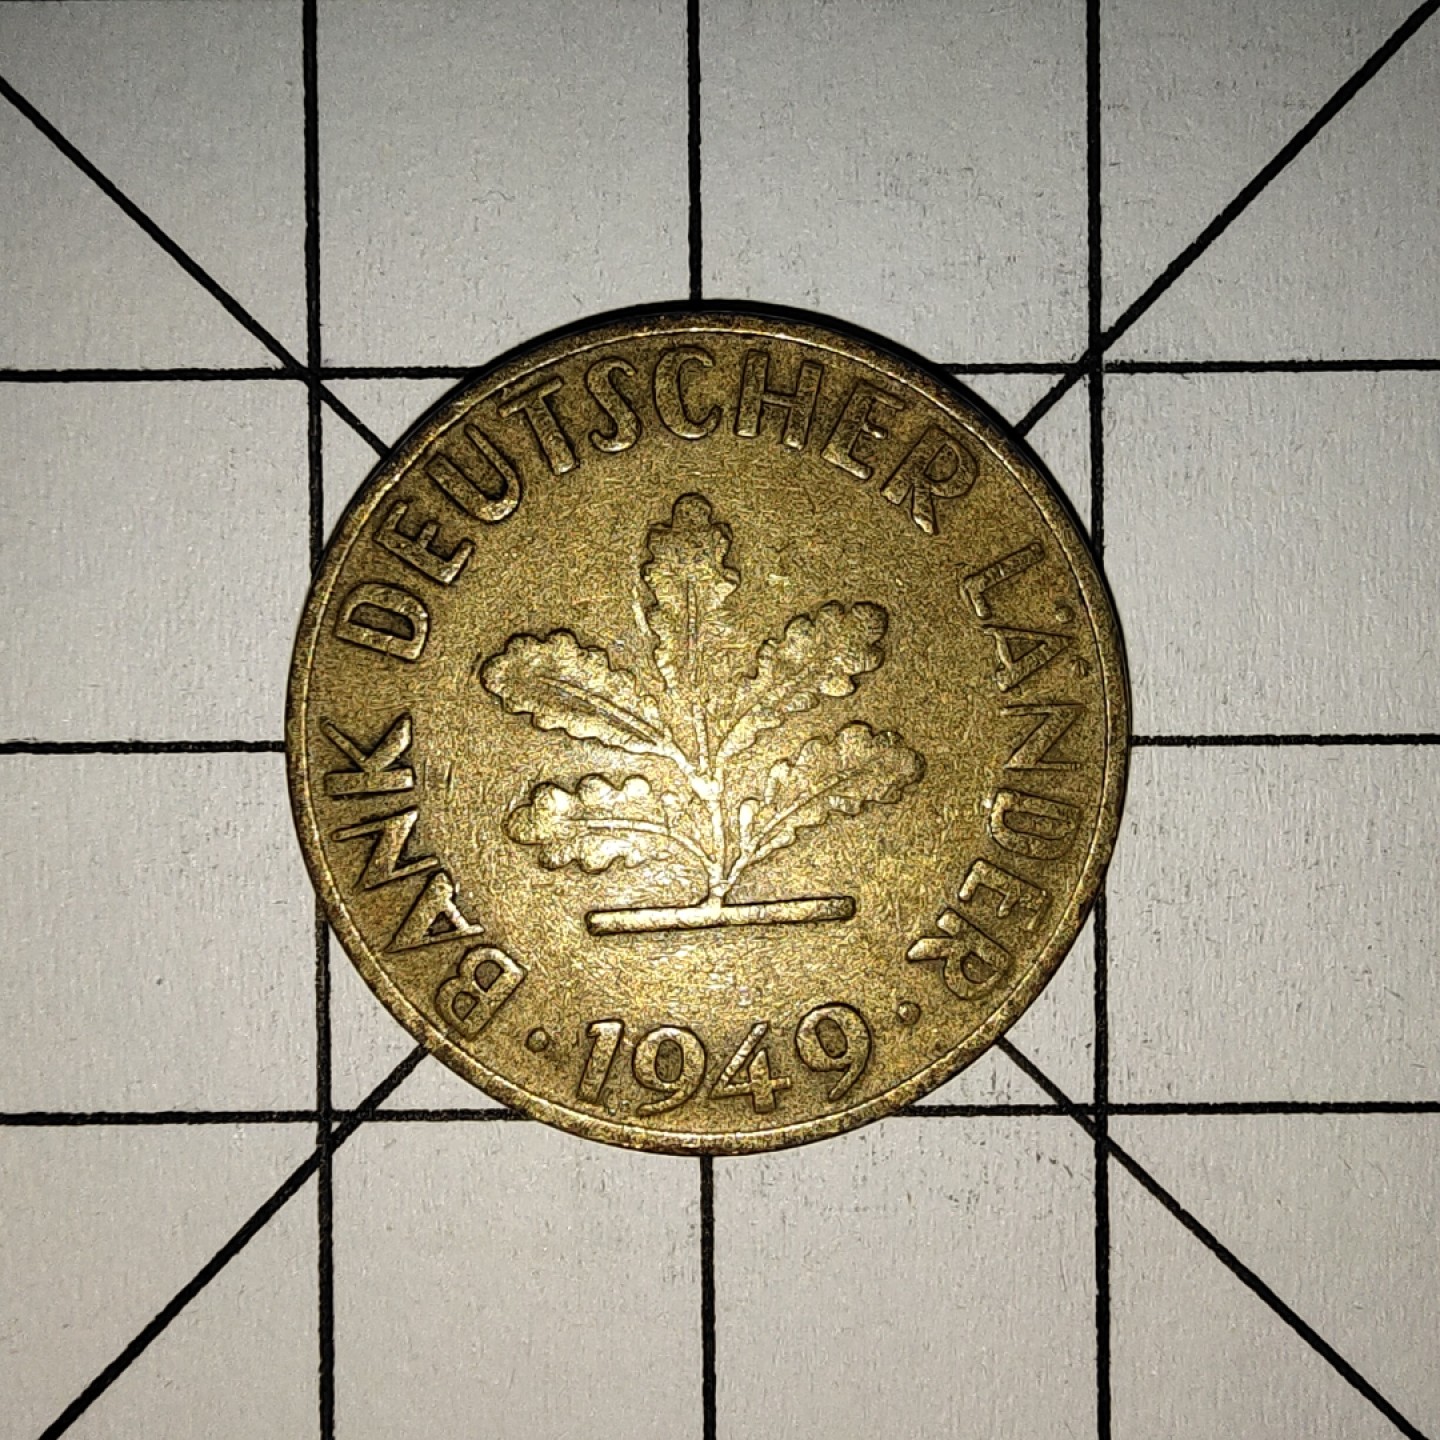 BANK DEUTSCHER LÄNDER
· 1949 ·